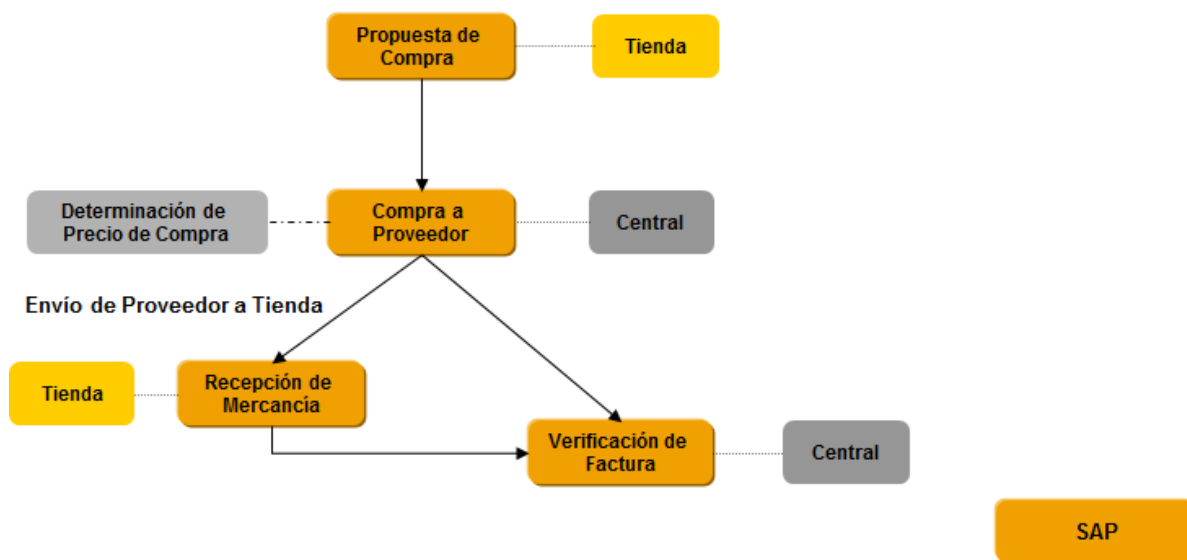 Propuesta de
Compra
Tienda
Determinación de
Precio de Compra
Compra a
Proveedor
Central
Envío de Proveedor a Tienda
Tienda
Recepción de
Mercancía
Verificación de
Factura
Central
SAP